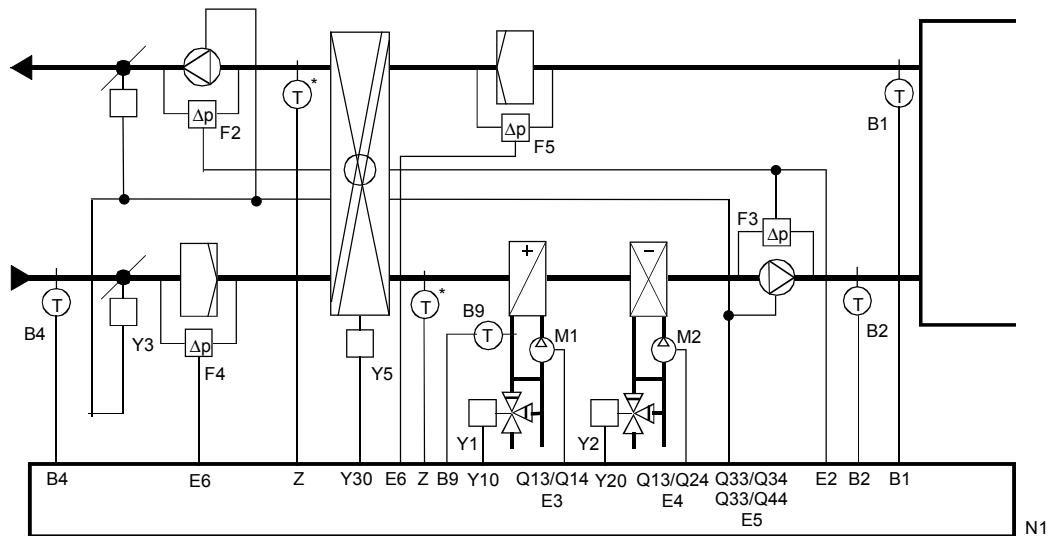 T
*
Δp
F2
Δp
F5
T
B1
F3
Δp
T
B4
Y3
Δp
F4
Y5
T
*
B9
T
+
-
M1
M2
T
B2
Y1
Y2
B4
E6
Z
Y30
E6
Z
B9
Y10
Q13/Q14
E3
Y20
Q13/Q24
E4
Q33/Q34
Q33/Q44
E5
E2
B2
B1
N1